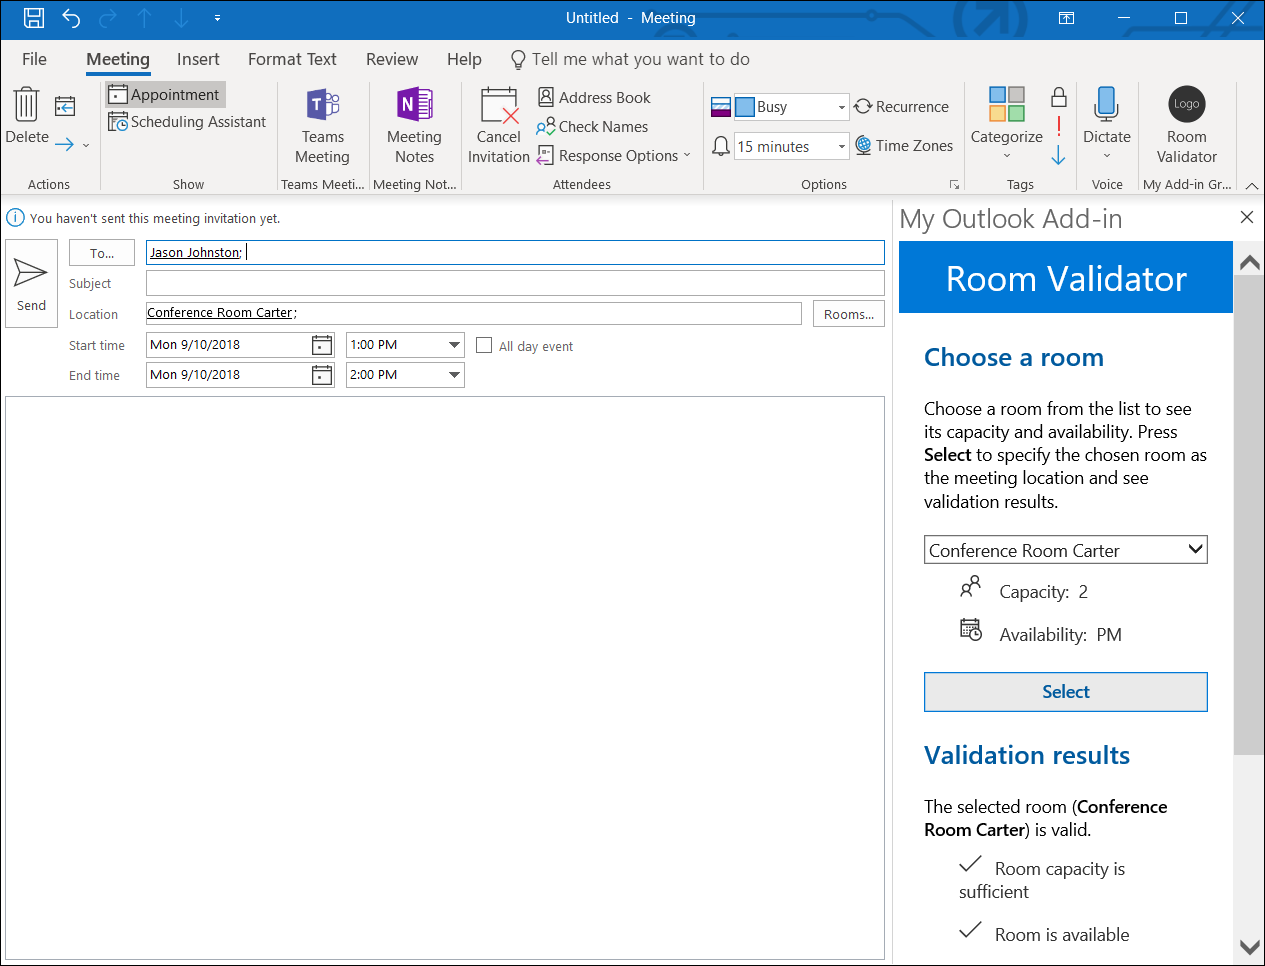 Untitled - Meeting
File Meeting Insert Format Text Review Help Tell me what you want to do
Delete
Actions
Appointment
Scheduling Assistant
Show
Teams
Meeting
Teams Meeti...
Meeting
Notes
Meeting Not...
Cancel
Invitation
Address Book
Check Names
Response Options
Attendees
Busy
15 minutes
Recurrence
Time Zones
Options
Categorize
Tags
Dictate
Voice
Logo
Room
Validator
My Add-in Gr...
You haven't sent this meeting invitation yet.
Send
To... Jason Johnston;
Subject
Location Conference Room Carter; Rooms...
Start time Mon 9/10/2018 1:00 PM All day event
End time Mon 9/10/2018 2:00 PM
My Outlook Add-in
Room Validator
Choose a room
Choose a room from the list to see
its capacity and availability. Press
Select to specify the chosen room as
the meeting location and see
validation results.
Conference Room Carter
Capacity: 2
Availability: PM
Select
Validation results
The selected room (Conference
Room Carter) is valid.
Room capacity is
sufficient
Room is available